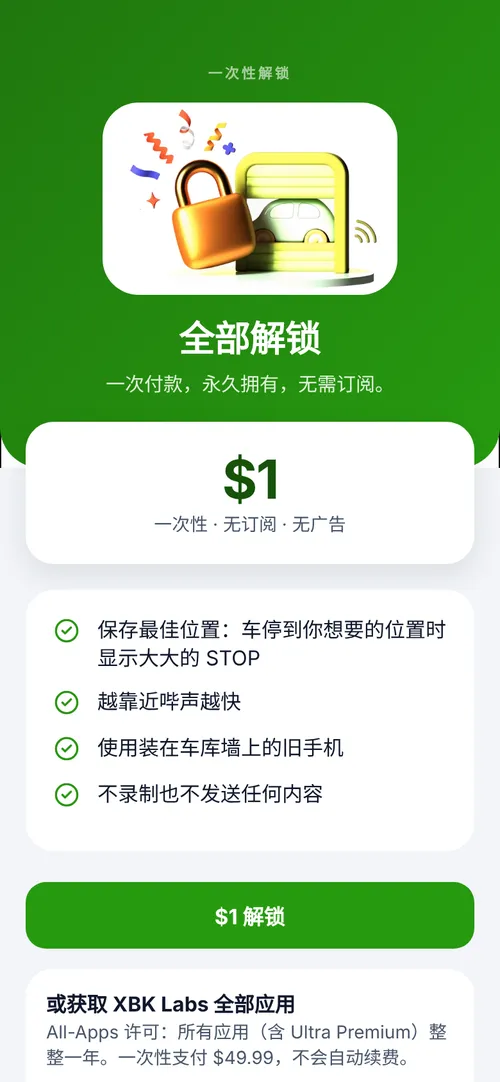 一次性解锁
全部解锁
一次付款，永久拥有，无需订阅。
$1
一次性 · 无订阅 · 无广告
保存最佳位置：车停到你想要的位置时
显示大大的 STOP
越靠近哔声越快
使用装在车库墙上的旧手机
不录制也不发送任何内容
$1 解锁
或获取 XBK Labs 全部应用
All-Apps 许可：所有应用（含 Ultra Premium）整
整一年。一次性支付 $49.99，不会自动续费。